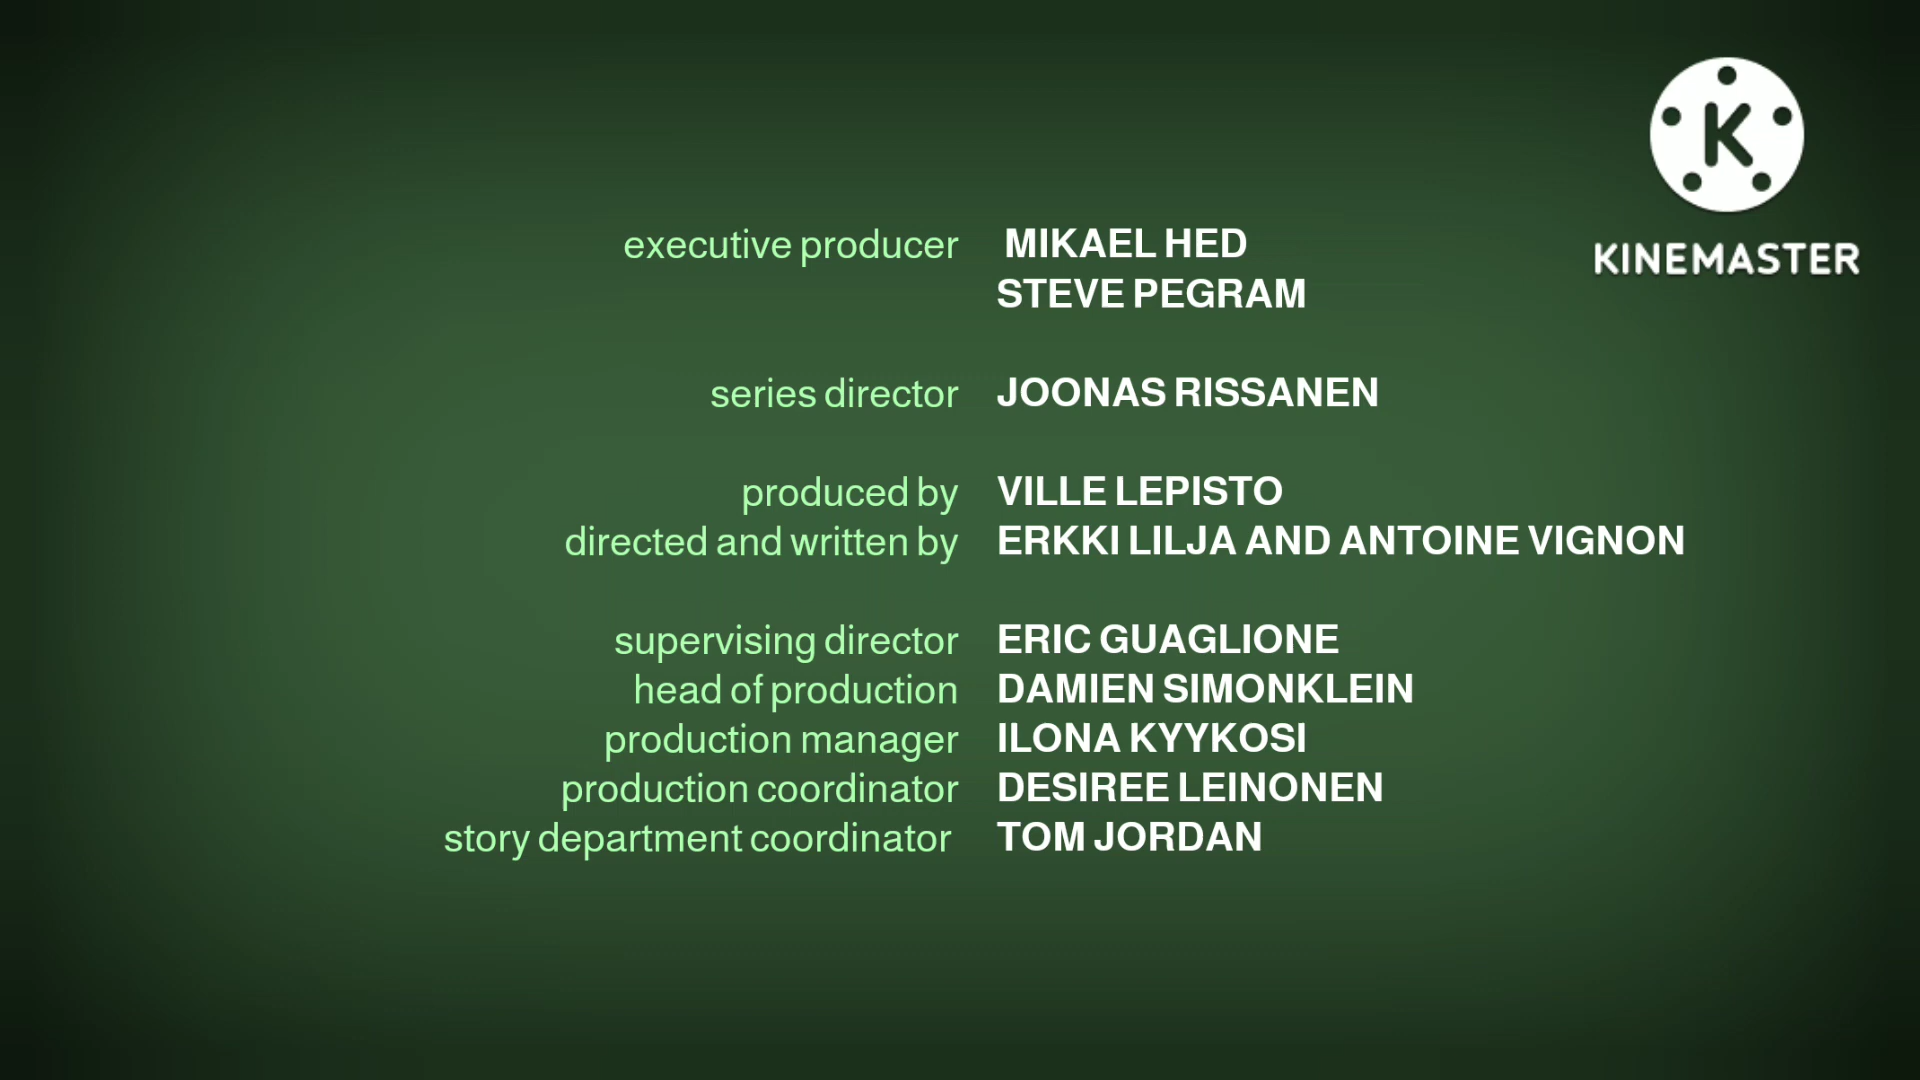 K
KINEMASTER
executive producer MIKAEL HED
STEVE PEGRAM
series director JOONAS RISSANEN
produced by VILLE LEPISTO
directed and written by ERKKI LILJA AND ANTOINE VIGNON
supervising director ERIC GUAGLIONE
head of production DAMIEN SIMONKLEIN
production manager ILONA KYYKOSI
production coordinator DESIREE LEINONEN
story department coordinator TOM JORDAN